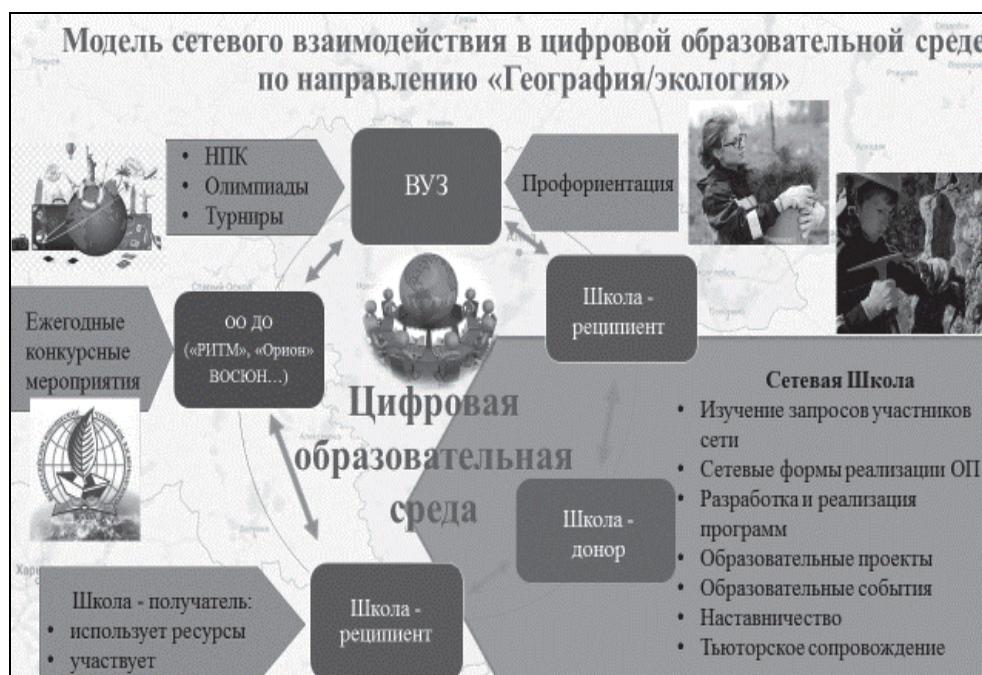 Модель сетевого взаимодействия в цифровой образовательной среде
по направлению «География/экология»
• НПК
• Олимпиады
• Турниры
ВУЗ
Профориентация
Ежегодные
конкурсные
мероприятия
ОО ДО
(«РИТМ», «Орион»
ВОСЮН...)
Школа -
реципиент
Цифровая
образовательная
среда
Сетевая Школа
• Изучение запросов участников
сети
• Сетевые формы реализации ОП
• Разработка и реализация
программ
• Образовательные проекты
• Образовательные события
• Наставничество
• Тьюторское сопровождение
Школа -
донор
Школа - получатель:
• использует ресурсы
• участвует
Школа -
реципиент
Старый Оскол